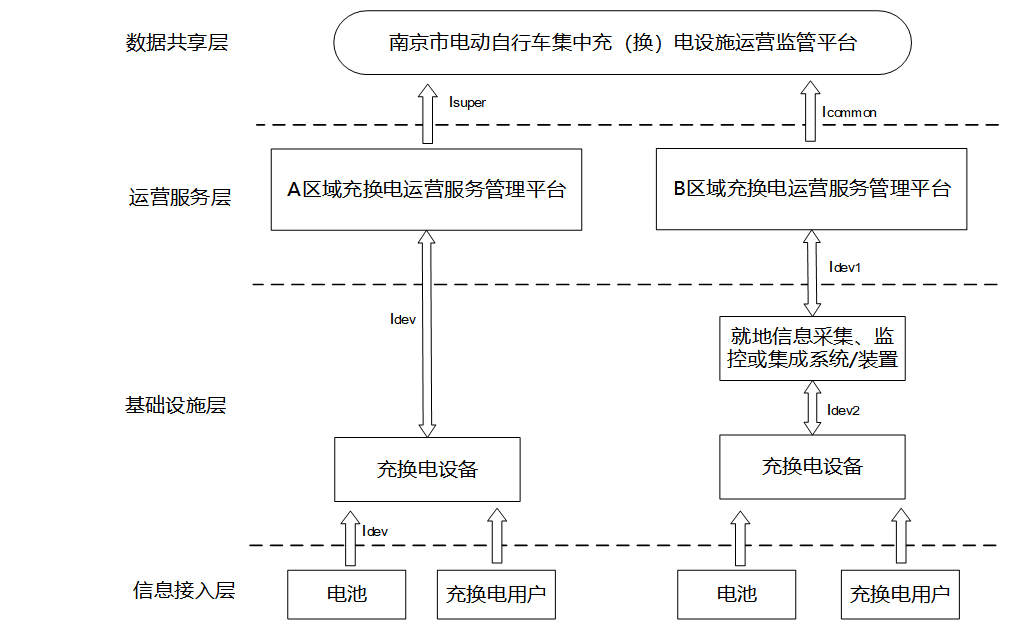 数据共享层
南京市电动自行车集中充（换）电设施运营监管平台
Isuper
Icommon
运营服务层
A区域充换电运营服务管理平台
B区域充换电运营服务管理平台
Idev1
Idev
就地信息采集、监
控或集成系统/装置
基础设施层
Idev2
充换电设备
充换电设备
Idev
信息接入层
电池
充换电用户
电池
充换电用户